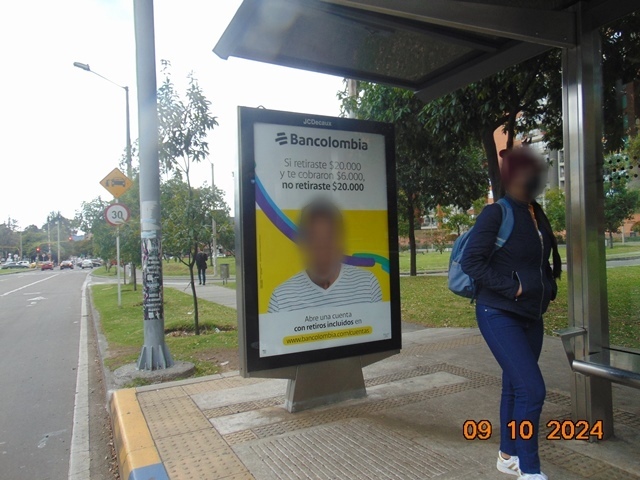 JCDecaux
Bancolombia
Si retiraste $20.000
y te cobraron $6.000,
no retiraste $20.000
Abre una cuenta
con retiros incluidos en
www.bancolombia.com/cuentas
30
09 10 2024